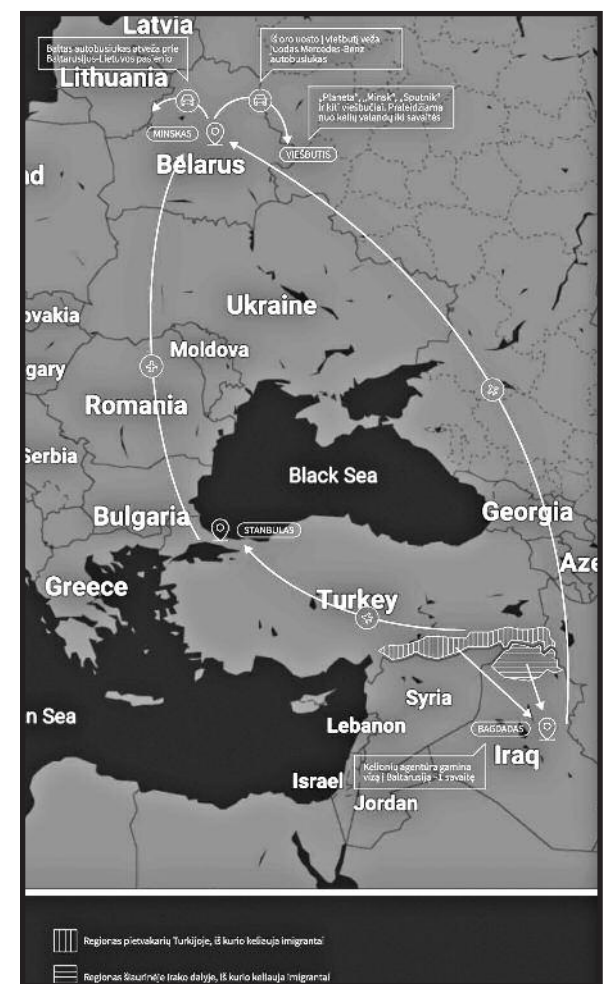 Latvia
Baltas autobusiukas atveža prie
Baltarusijos-Lietuvos pasienio
Iš oro uosto į viešbutį veža
juodas Mercedes-Benz
autobusiukas
Lithuania
„Planeta“, „Minsk“, „Sputnik“
ir kiti viešbučiai. Praleidžiama
nuo kelių valandų iki savaitės
MINSKAS
VIEŠBUTIS
Belarus
nd
Ukraine
ovakia
Moldova
gary
Romania
Serbia
Black Sea
Bulgaria
Georgia
STANBULAS
Aze
Greece
Turkey
Syria
n Sea
Lebanon
BAGDADAS
Iraq
Kelionių agentūra gamina
vizą į Baltarusiją ~1 savaitę
Israel
Jordan
Regionas pietvakarių Turkijoje, iš kurio keliauja imigrantai
Regionas šiaurinėje Irako dalyje, iš kurio keliauja imigrantai